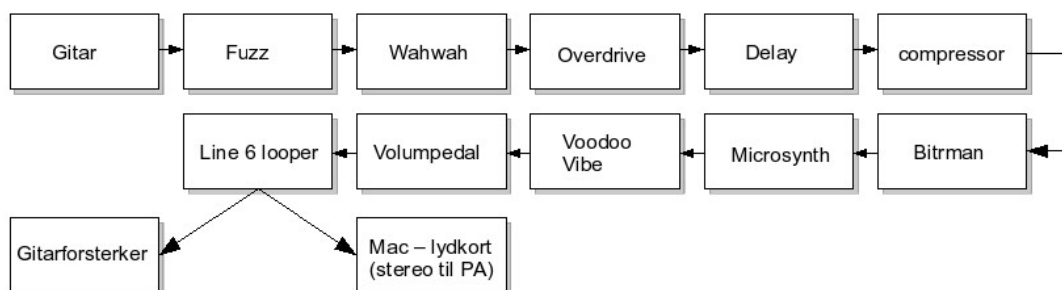 Gitar
Fuzz
Wahwah
Overdrive
Delay
compressor
Line 6 looper
Volumpedal
Voodoo
Vibe
Microsynth
Bitrman
Gitarforsterker
Mac – lydkort
(stereo til PA)